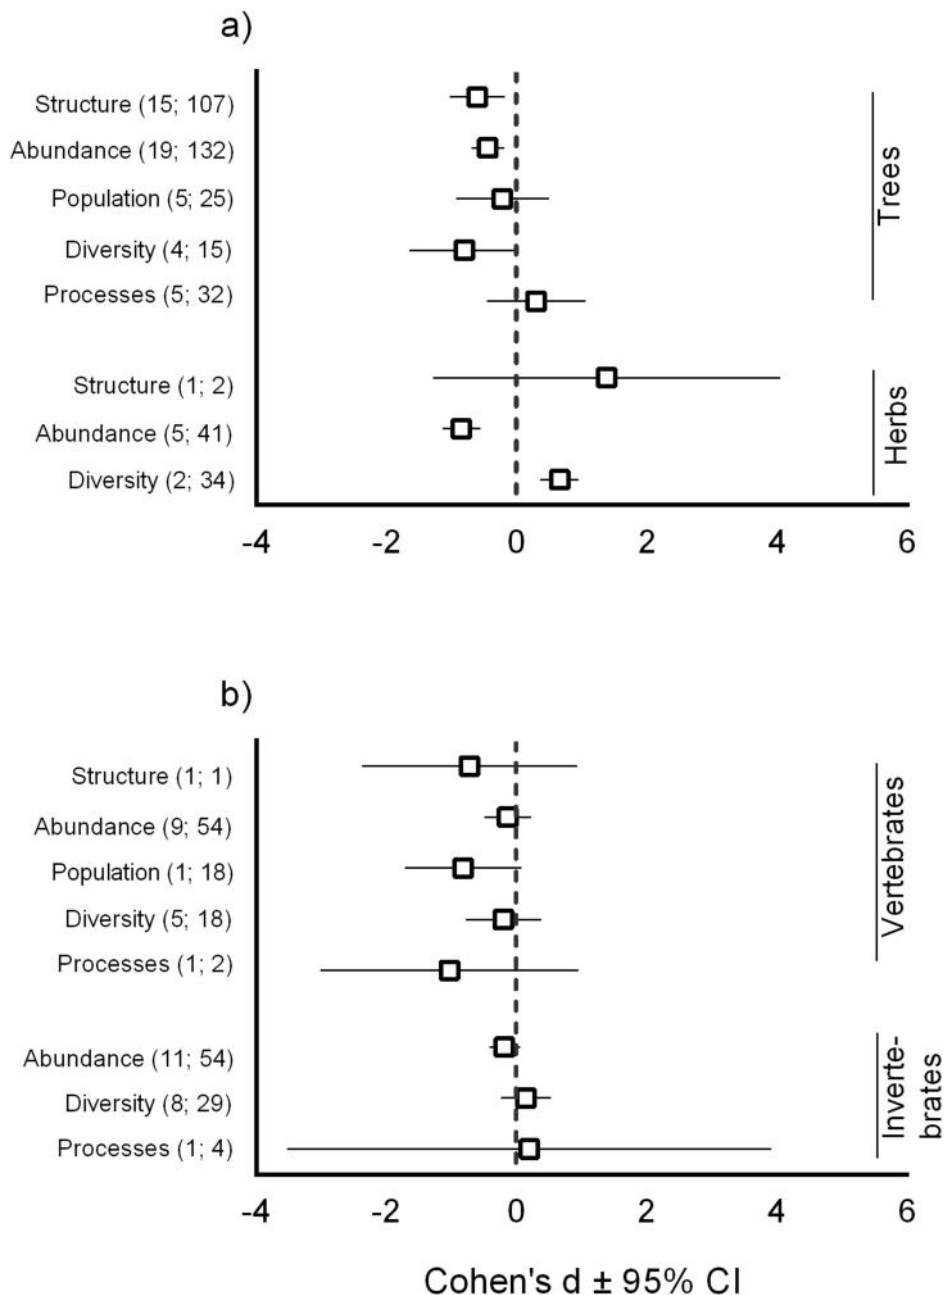 a)
Structure (15; 107)
Abundance (19; 132)
Population (5; 25)
Diversity (4; 15)
Processes (5; 32)
Trees
Structure (1; 2)
Abundance (5; 41)
Diversity (2; 34)
Herbs
-4 -2 0 2 4 6
b)
Structure (1; 1)
Abundance (9; 54)
Population (1; 18)
Diversity (5; 18)
Processes (1; 2)
Vertebrates
Abundance (11; 54)
Diversity (8; 29)
Processes (1; 4)
Inverte-
brates
-4 -2 0 2 4 6
Cohen's d ± 95% CI